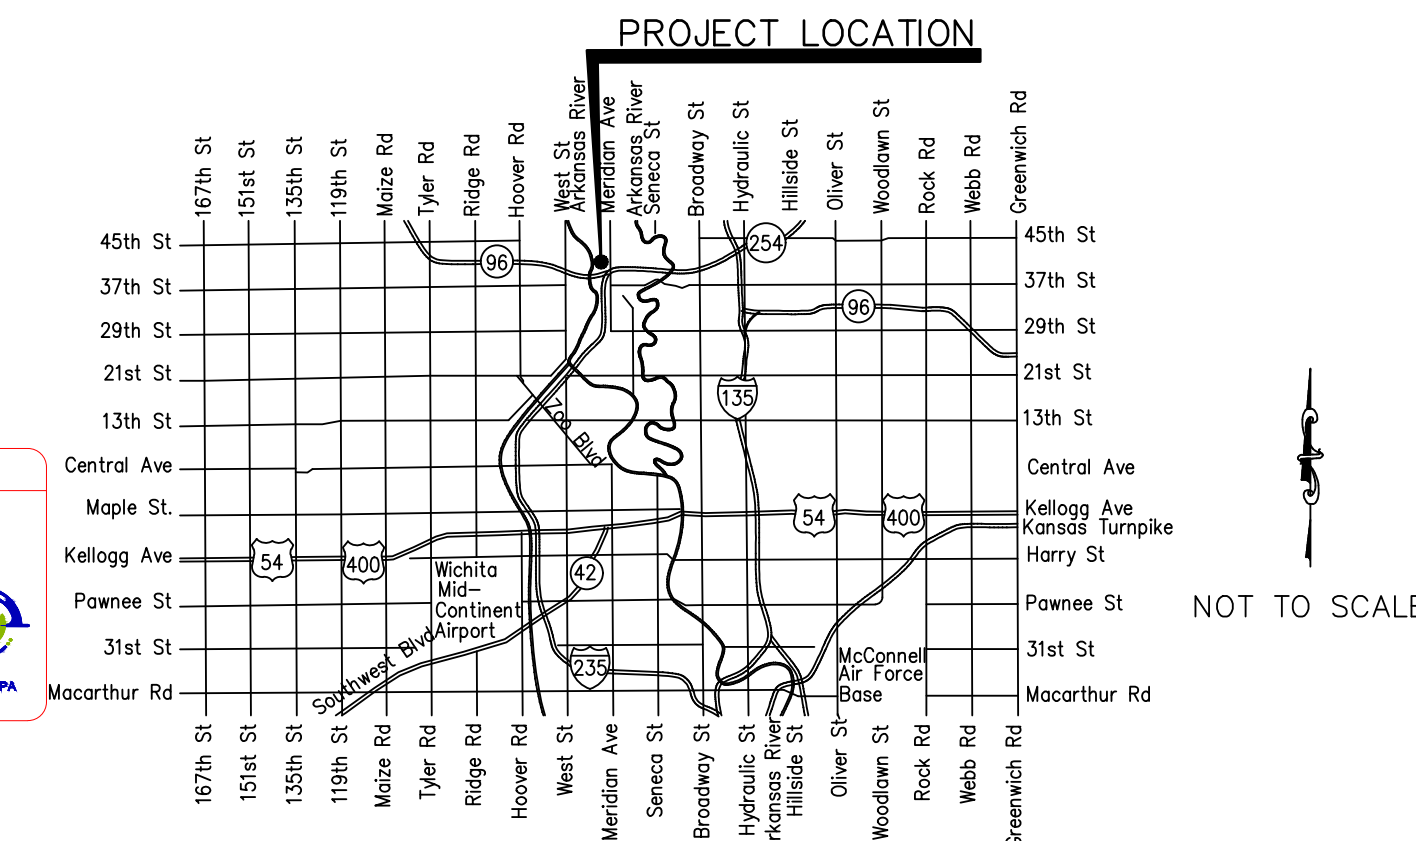 PROJECT LOCATION
167th St
151st St
135th St
119th St
Maize Rd
Tyler Rd
Ridge Rd
Hoover Rd
West St
Arkansas River
Meridian Ave
Arkansas River
Seneca St
Broadway St
Hydraulic St
Hillside St
Oliver St
Woodlawn St
Rock Rd
Webb Rd
Greenwich Rd
45th St
254
45th St
96
37th St
37th St
96
29th St
29th St
21st St
21st St
135
13th St
Zoo Blvd
13th St
Central Ave
Central Ave
Maple St.
54
400
Kellogg Ave
Kansas Turnpike
Kellogg Ave
54
400
Harry St
Wichita
Mid-
Continent
Airport
42
Pawnee St
Pawnee St
NOT TO SCALE
31st St
Southwest Blvd
235
McConnell
Air Force
Base
31st St
PA
Macarthur Rd
Macarthur Rd
167th St
151st St
135th St
119th St
Maize Rd
Tyler Rd
Ridge Rd
Hoover Rd
West St
Meridian Ave
Seneca St
Broadway St
Hydraulic St
rkansas River
Hillside St
Oliver St
Woodlawn St
Rock Rd
Webb Rd
Greenwich Rd